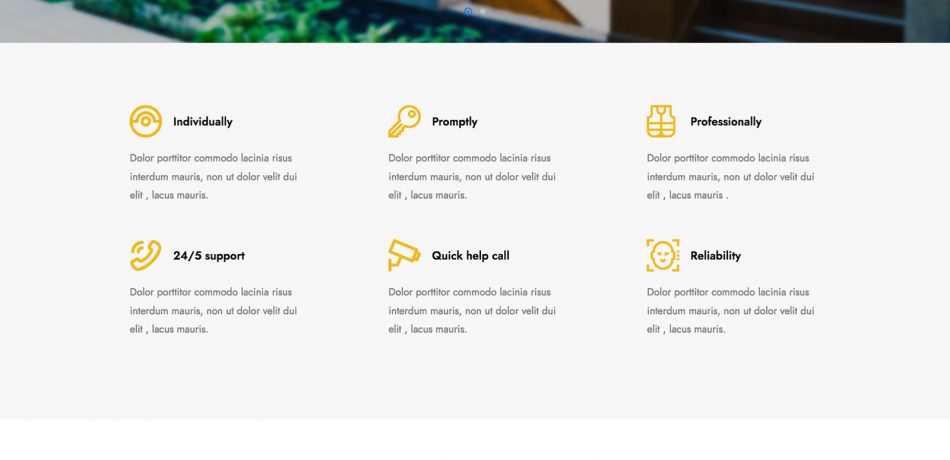 Individually
Dolor porttitor commodo lacinia risus
interdum mauris, non ut dolor velit dui
elit , lacus mauris.
Promptly
Dolor porttitor commodo lacinia risus
interdum mauris, non ut dolor velit dui
elit , lacus mauris.
Professionally
Dolor porttitor commodo lacinia risus
interdum mauris, non ut dolor velit dui
elit , lacus mauris .
24/5 support
Dolor porttitor commodo lacinia risus
interdum mauris, non ut dolor velit dui
elit , lacus mauris.
Quick help call
Dolor porttitor commodo lacinia risus
interdum mauris, non ut dolor velit dui
elit , lacus mauris.
Reliability
Dolor porttitor commodo lacinia risus
interdum mauris, non ut dolor velit dui
elit , lacus mauris.